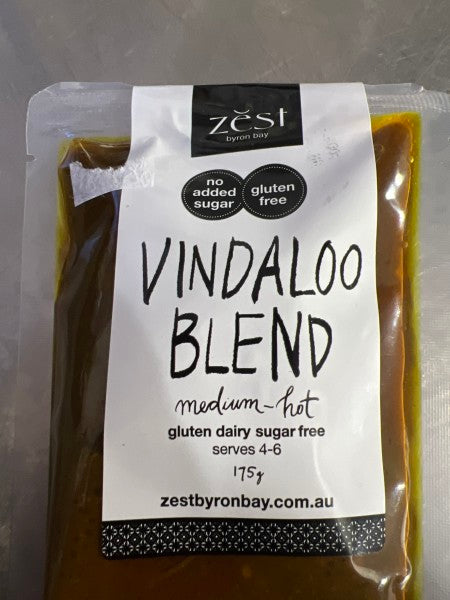 zest
byron bay
no
added
sugar
gluten
free
VINDALOO
BLEND
medium-hot
gluten dairy sugar free
serves 4-6
175g
zestbyronbay.com.au